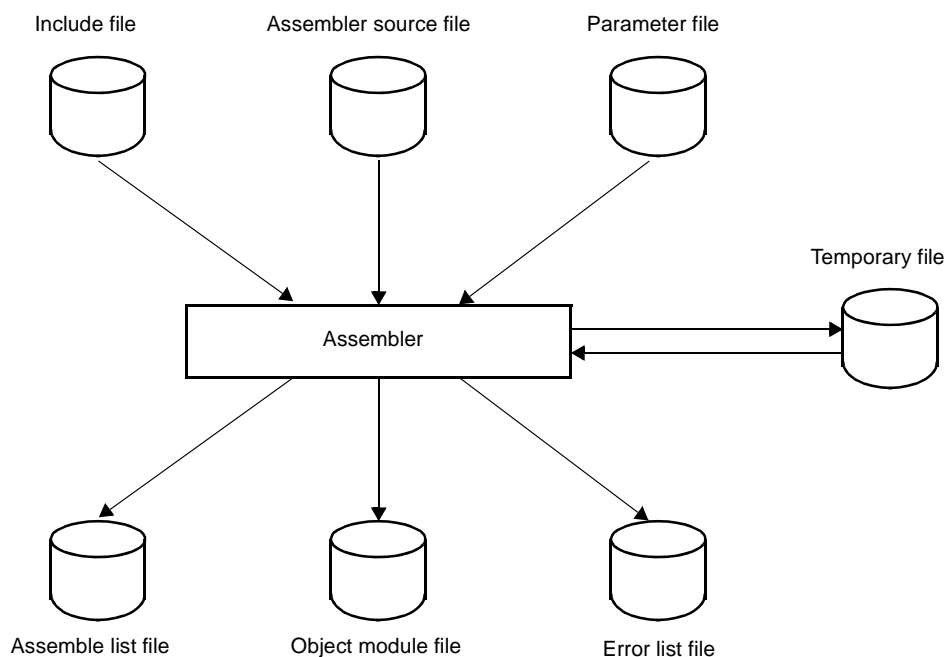 Include file
Assembler source file
Parameter file
Temporary file
Assembler
Assemble list file
Object module file
Error list file